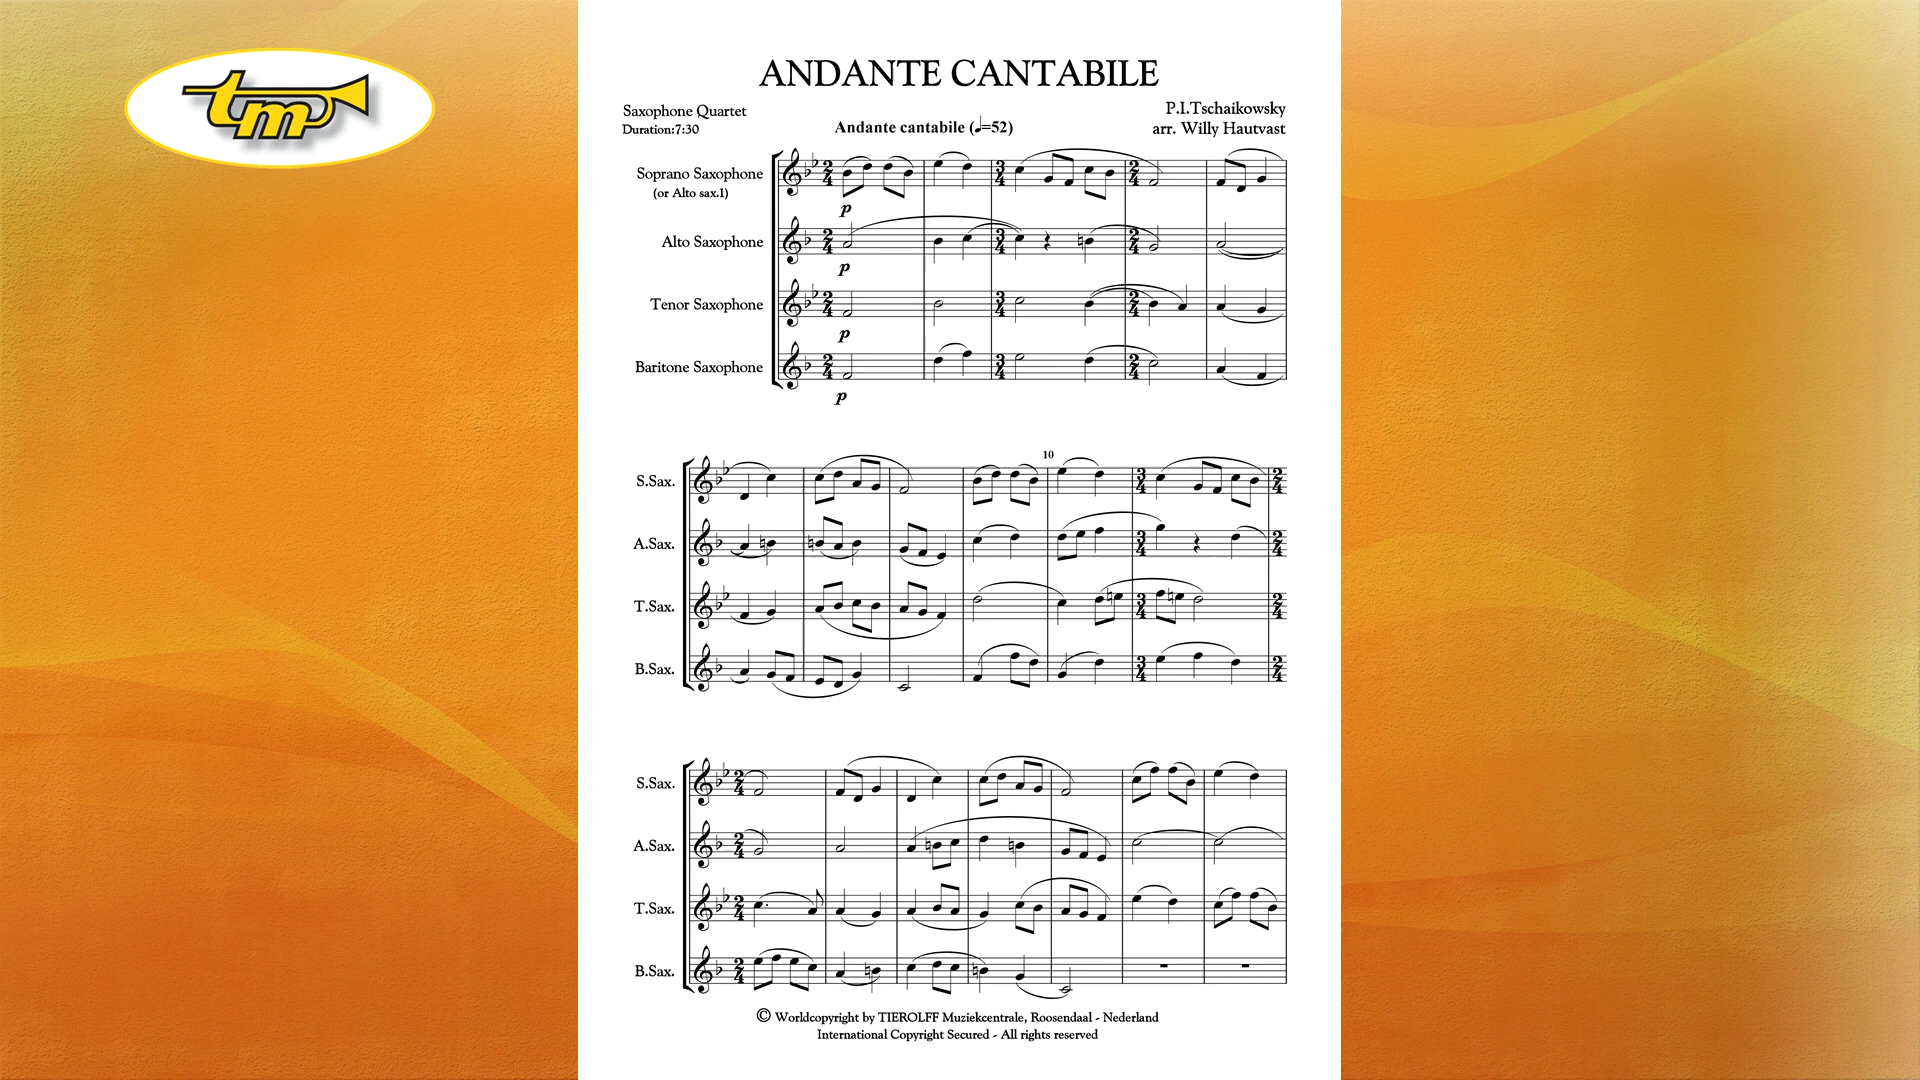 tm
ANDANTE CANTABILE
Saxophone Quartet
Duration:7:30
Andante cantabile (♩=52)
P.I.Tschaikowsky
arr. Willy Hautvast
Soprano Saxophone
(or Alto sax.1)
p
Alto Saxophone
p
Tenor Saxophone
p
Baritone Saxophone
p
10
S.Sax.
A.Sax.
T.Sax.
B.Sax.
S.Sax.
A.Sax.
T.Sax.
B.Sax.
© Worldcopyright by TIEROLFF Muziekcentrale, Roosendaal - Nederland
International Copyright Secured - All rights reserved